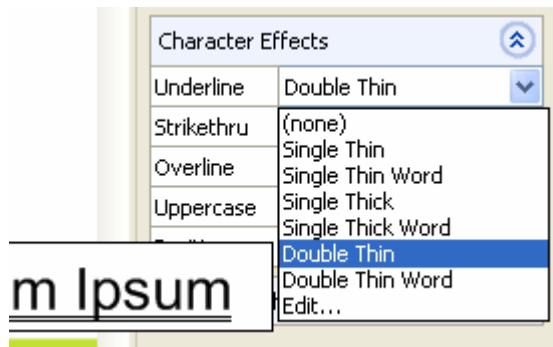 Character Effects
Underline Double Thin
Strikethru
Overline
Uppercase
(none)
Single Thin
Single Thin Word
Single Thick
Single Thick Word
Double Thin
Double Thin Word
Edit...
m Ipsum